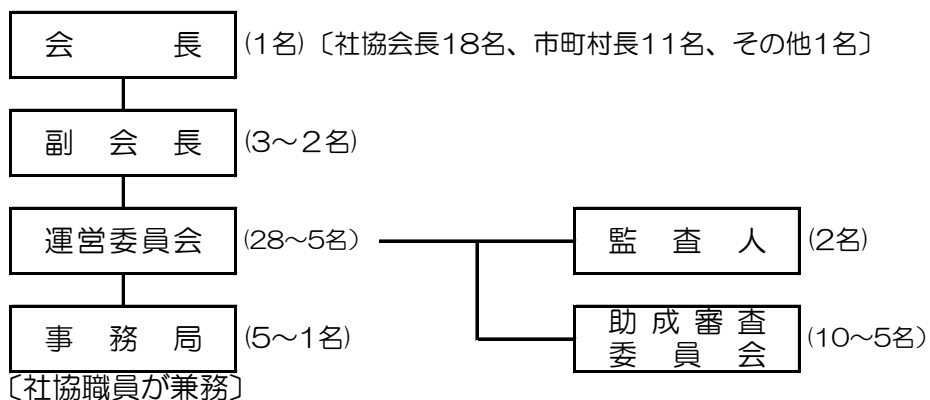 会長 (1名)〔社協会長18名、市町村長11名、その他1名〕
副会長 (3〜2名)
運営委員会 (28〜5名) 監査人 (2名)
事務局 (5〜1名) 助成審査
委員会 (10〜5名)
〔社協職員が兼務〕